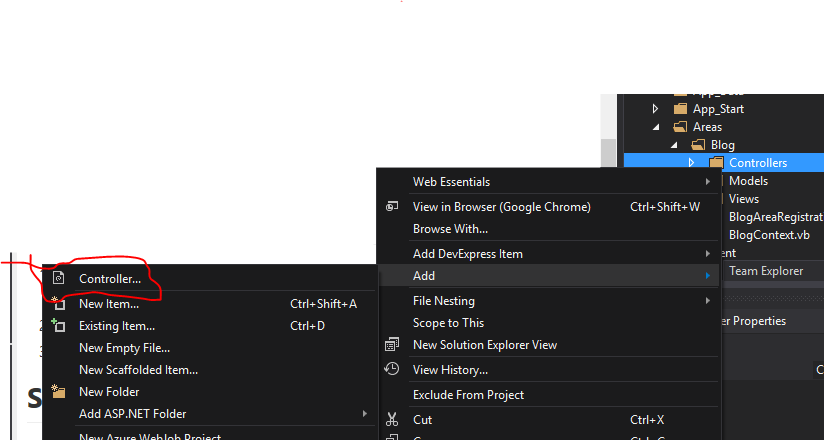 App_Start
Areas
Blog
Controllers
Models
Views
BlogAreaRegistrat
BlogContext.vb
Team Explorer
Properties
Web Essentials
View in Browser (Google Chrome) Ctrl+Shift+W
Browse With...
Add DevExpress Item
Add
File Nesting
Scope to This
New Solution Explorer View
View History...
Exclude From Project
Cut Ctrl+X
Controller...
New Item... Ctrl+Shift+A
Existing Item... Ctrl+D
New Empty File...
New Scaffolded Item...
New Folder
Add ASP.NET Folder
New Azure WebJob Project